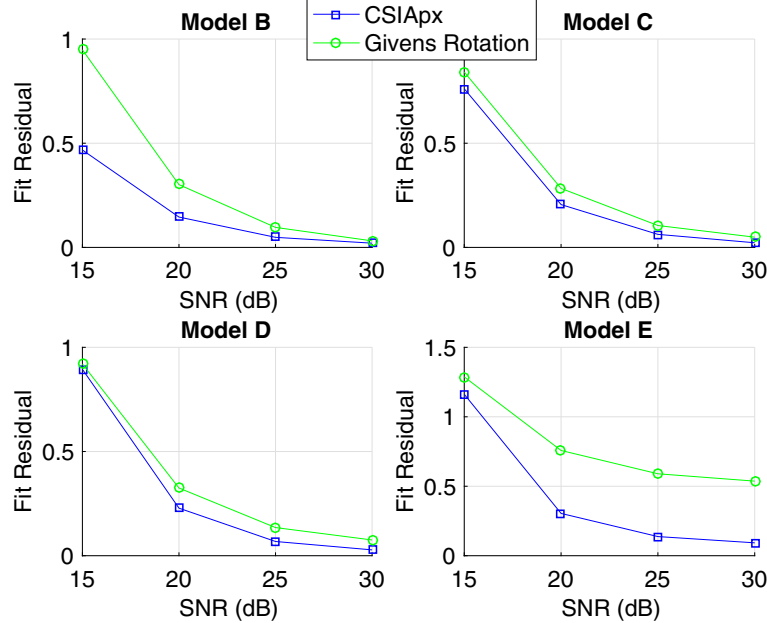 Model B
CSIApx
Givens Rotation
Model C
1
0.5
0
Fit Residual
15
20
25
30
SNR (dB)
0.5
0
Fit Residual
15
20
25
30
SNR (dB)
Model D
1
0.5
0
Fit Residual
15
20
25
30
SNR (dB)
Model E
1.5
1
0.5
0
Fit Residual
15
20
25
30
SNR (dB)